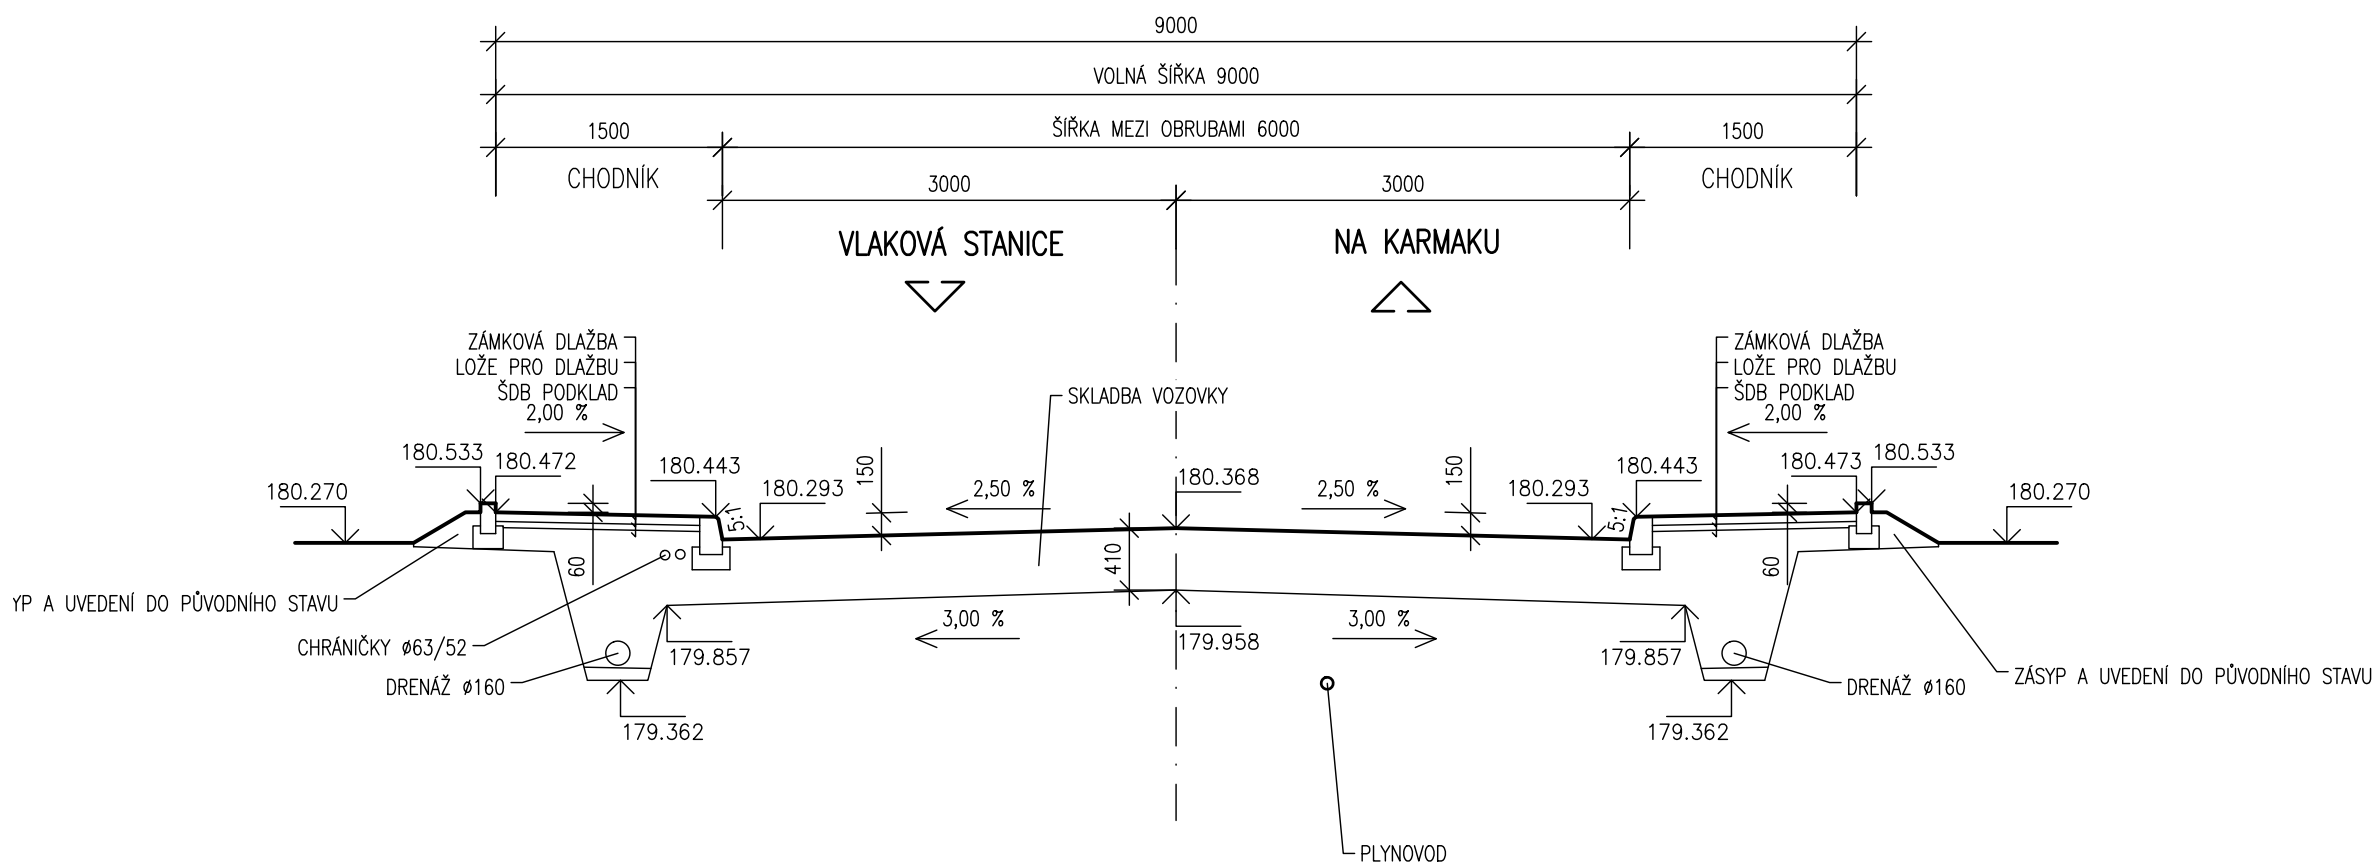 9000
VOLNÁ ŠÍŘKA 9000
1500
ŠÍŘKA MEZI OBRUBAMI 6000
1500
CHODNÍK
CHODNÍK
3000
3000
VLAKOVÁ STANICE
NA KARMAKU
ZÁMKOVÁ DLAŽBA
LOŽE PRO DLAŽBU
ŠDB PODKLAD
2,00 %
ZÁMKOVÁ DLAŽBA
LOŽE PRO DLAŽBU
ŠDB PODKLAD
2,00 %
SKLADBA VOZOVKY
180.533
180.472
180.443
150
180.368
150
180.443
180.473
180.533
180.270
180.293
2,50 %
2,50 %
180.293
180.270
5:1
5:1
60
410
60
YP A UVEDENÍ DO PŮVODNÍHO STAVU
3,00 %
3,00 %
CHRÁNIČKY ø63/52
179.857
179.958
179.857
DRENÁŽ ø160
DRENÁŽ ø160
ZÁSYP A UVEDENÍ DO PŮVODNÍHO STAVU
179.362
179.362
PLYNOVOD